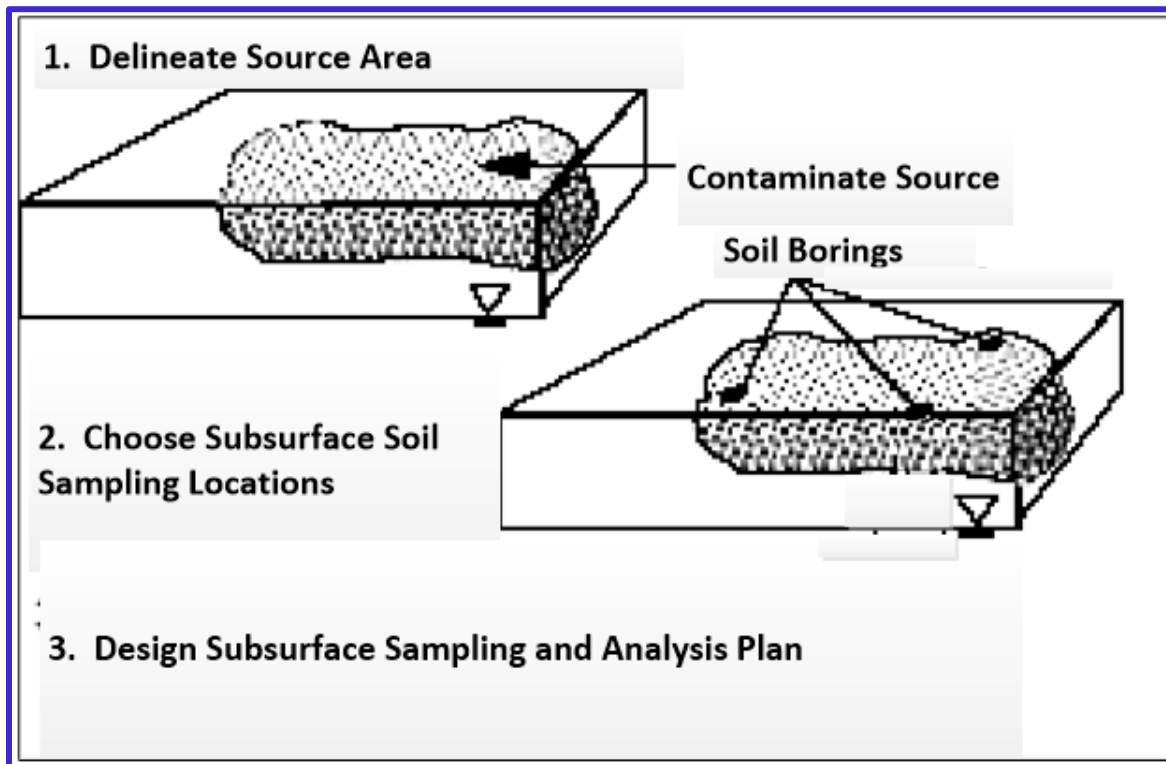 1. Delineate Source Area
Contaminate Source
Soil Borings
2. Choose Subsurface Soil
Sampling Locations
3. Design Subsurface Sampling and Analysis Plan